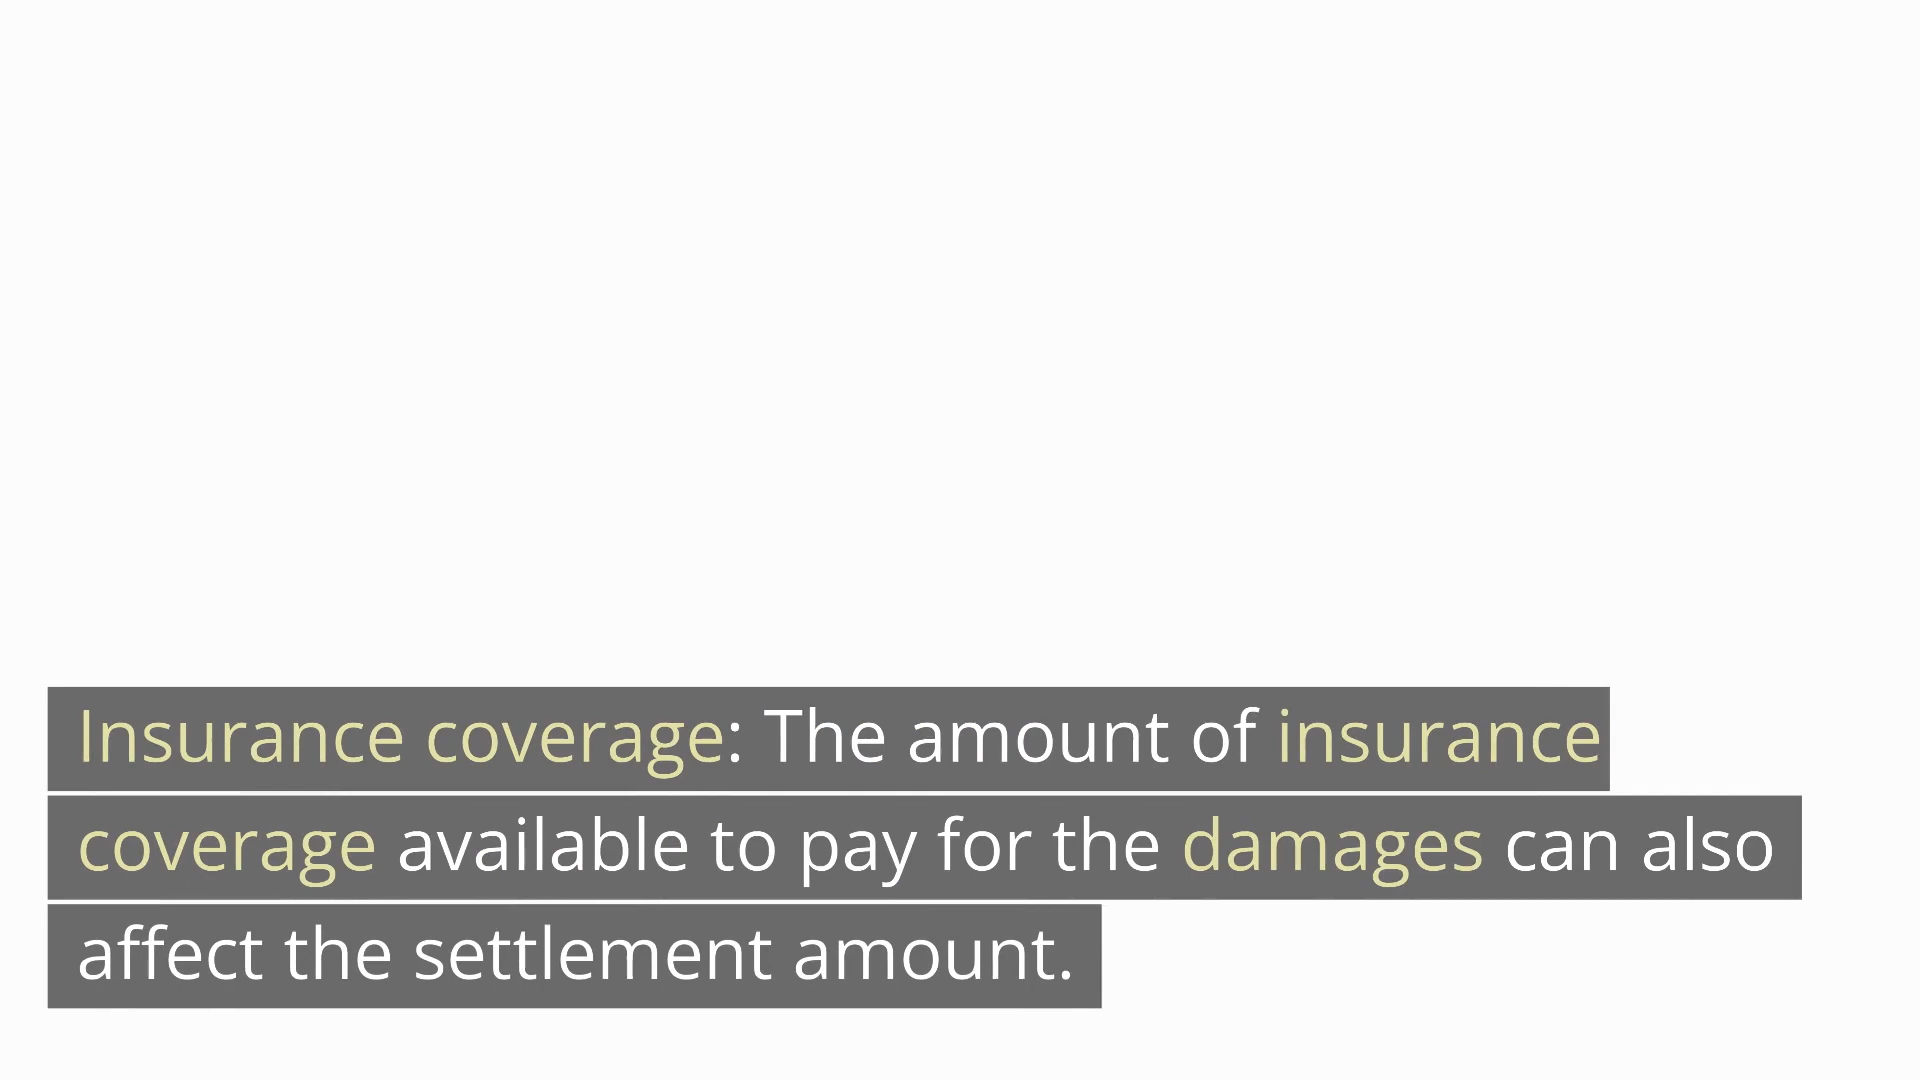 Insurance coverage: The amount of insurance
coverage available to pay for the damages can also
affect the settlement amount.